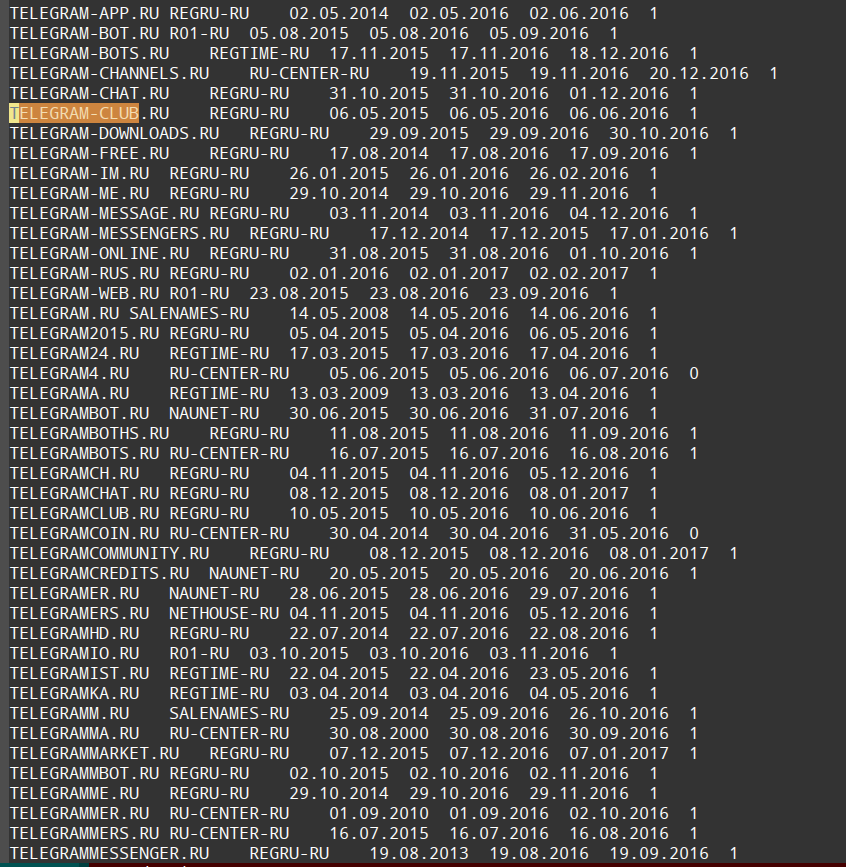 TELEGRAM-APP.RU REGRU-RU 02.05.2014 02.05.2016 02.06.2016 1
TELEGRAM-BOT.RU R01-RU 05.08.2015 05.08.2016 05.09.2016 1
TELEGRAM-BOTS.RU REGTIME-RU 17.11.2015 17.11.2016 18.12.2016 1
TELEGRAM-CHANNELS.RU RU-CENTER-RU 19.11.2015 19.11.2016 20.12.2016 1
TELEGRAM-CHAT.RU REGRU-RU 31.10.2015 31.10.2016 01.12.2016 1
TELEGRAM-CLUB.RU REGRU-RU 06.05.2015 06.05.2016 06.06.2016 1
TELEGRAM-DOWNLOADS.RU REGRU-RU 29.09.2015 29.09.2016 30.10.2016 1
TELEGRAM-FREE.RU REGRU-RU 17.08.2014 17.08.2016 17.09.2016 1
TELEGRAM-IM.RU REGRU-RU 26.01.2015 26.01.2016 26.02.2016 1
TELEGRAM-ME.RU REGRU-RU 29.10.2014 29.10.2016 29.11.2016 1
TELEGRAM-MESSAGE.RU REGRU-RU 03.11.2014 03.11.2016 04.12.2016 1
TELEGRAM-MESSENGERS.RU REGRU-RU 17.12.2014 17.12.2015 17.01.2016 1
TELEGRAM-ONLINE.RU REGRU-RU 31.08.2015 31.08.2016 01.10.2016 1
TELEGRAM-RUS.RU REGRU-RU 02.01.2016 02.01.2017 02.02.2017 1
TELEGRAM-WEB.RU R01-RU 23.08.2015 23.08.2016 23.09.2016 1
TELEGRAM.RU SALENAMES-RU 14.05.2008 14.05.2016 14.06.2016 1
TELEGRAM2015.RU REGRU-RU 05.04.2015 05.04.2016 06.05.2016 1
TELEGRAM24.RU REGTIME-RU 17.03.2015 17.03.2016 17.04.2016 1
TELEGRAM4.RU RU-CENTER-RU 05.06.2015 05.06.2016 06.07.2016 0
TELEGRAMA.RU REGTIME-RU 13.03.2009 13.03.2016 13.04.2016 1
TELEGRAMBOT.RU NAUNET-RU 30.06.2015 30.06.2016 31.07.2016 1
TELEGRAMBOTHS.RU REGRU-RU 11.08.2015 11.08.2016 11.09.2016 1
TELEGRAMBOTS.RU RU-CENTER-RU 16.07.2015 16.07.2016 16.08.2016 1
TELEGRAMCH.RU REGRU-RU 04.11.2015 04.11.2016 05.12.2016 1
TELEGRAMCHAT.RU REGRU-RU 08.12.2015 08.12.2016 08.01.2017 1
TELEGRAMCLUB.RU REGRU-RU 10.05.2015 10.05.2016 10.06.2016 1
TELEGRAMCOIN.RU RU-CENTER-RU 30.04.2014 30.04.2016 31.05.2016 0
TELEGRAMCOMMUNITY.RU REGRU-RU 08.12.2015 08.12.2016 08.01.2017 1
TELEGRAMCREDITS.RU NAUNET-RU 20.05.2015 20.05.2016 20.06.2016 1
TELEGRAMER.RU NAUNET-RU 28.06.2015 28.06.2016 29.07.2016 1
TELEGRAMERS.RU NETHOUSE-RU 04.11.2015 04.11.2016 05.12.2016 1
TELEGRAMHD.RU REGRU-RU 22.07.2014 22.07.2016 22.08.2016 1
TELEGRAMIO.RU R01-RU 03.10.2015 03.10.2016 03.11.2016 1
TELEGRAMIST.RU REGTIME-RU 22.04.2015 22.04.2016 23.05.2016 1
TELEGRAMKA.RU REGTIME-RU 03.04.2014 03.04.2016 04.05.2016 1
TELEGRAMM.RU SALENAMES-RU 25.09.2014 25.09.2016 26.10.2016 1
TELEGRAMMA.RU RU-CENTER-RU 30.08.2000 30.08.2016 30.09.2016 1
TELEGRAMMARKET.RU REGRU-RU 07.12.2015 07.12.2016 07.01.2017 1
TELEGRAMMBOT.RU REGRU-RU 02.10.2015 02.10.2016 02.11.2016 1
TELEGRAMME.RU REGRU-RU 29.10.2014 29.10.2016 29.11.2016 1
TELEGRAMMER.RU RU-CENTER-RU 01.09.2010 01.09.2016 02.10.2016 1
TELEGRAMMERS.RU RU-CENTER-RU 16.07.2015 16.07.2016 16.08.2016 1
TELEGRAMMESSENGER.RU REGRU-RU 19.08.2013 19.08.2016 19.09.2016 1